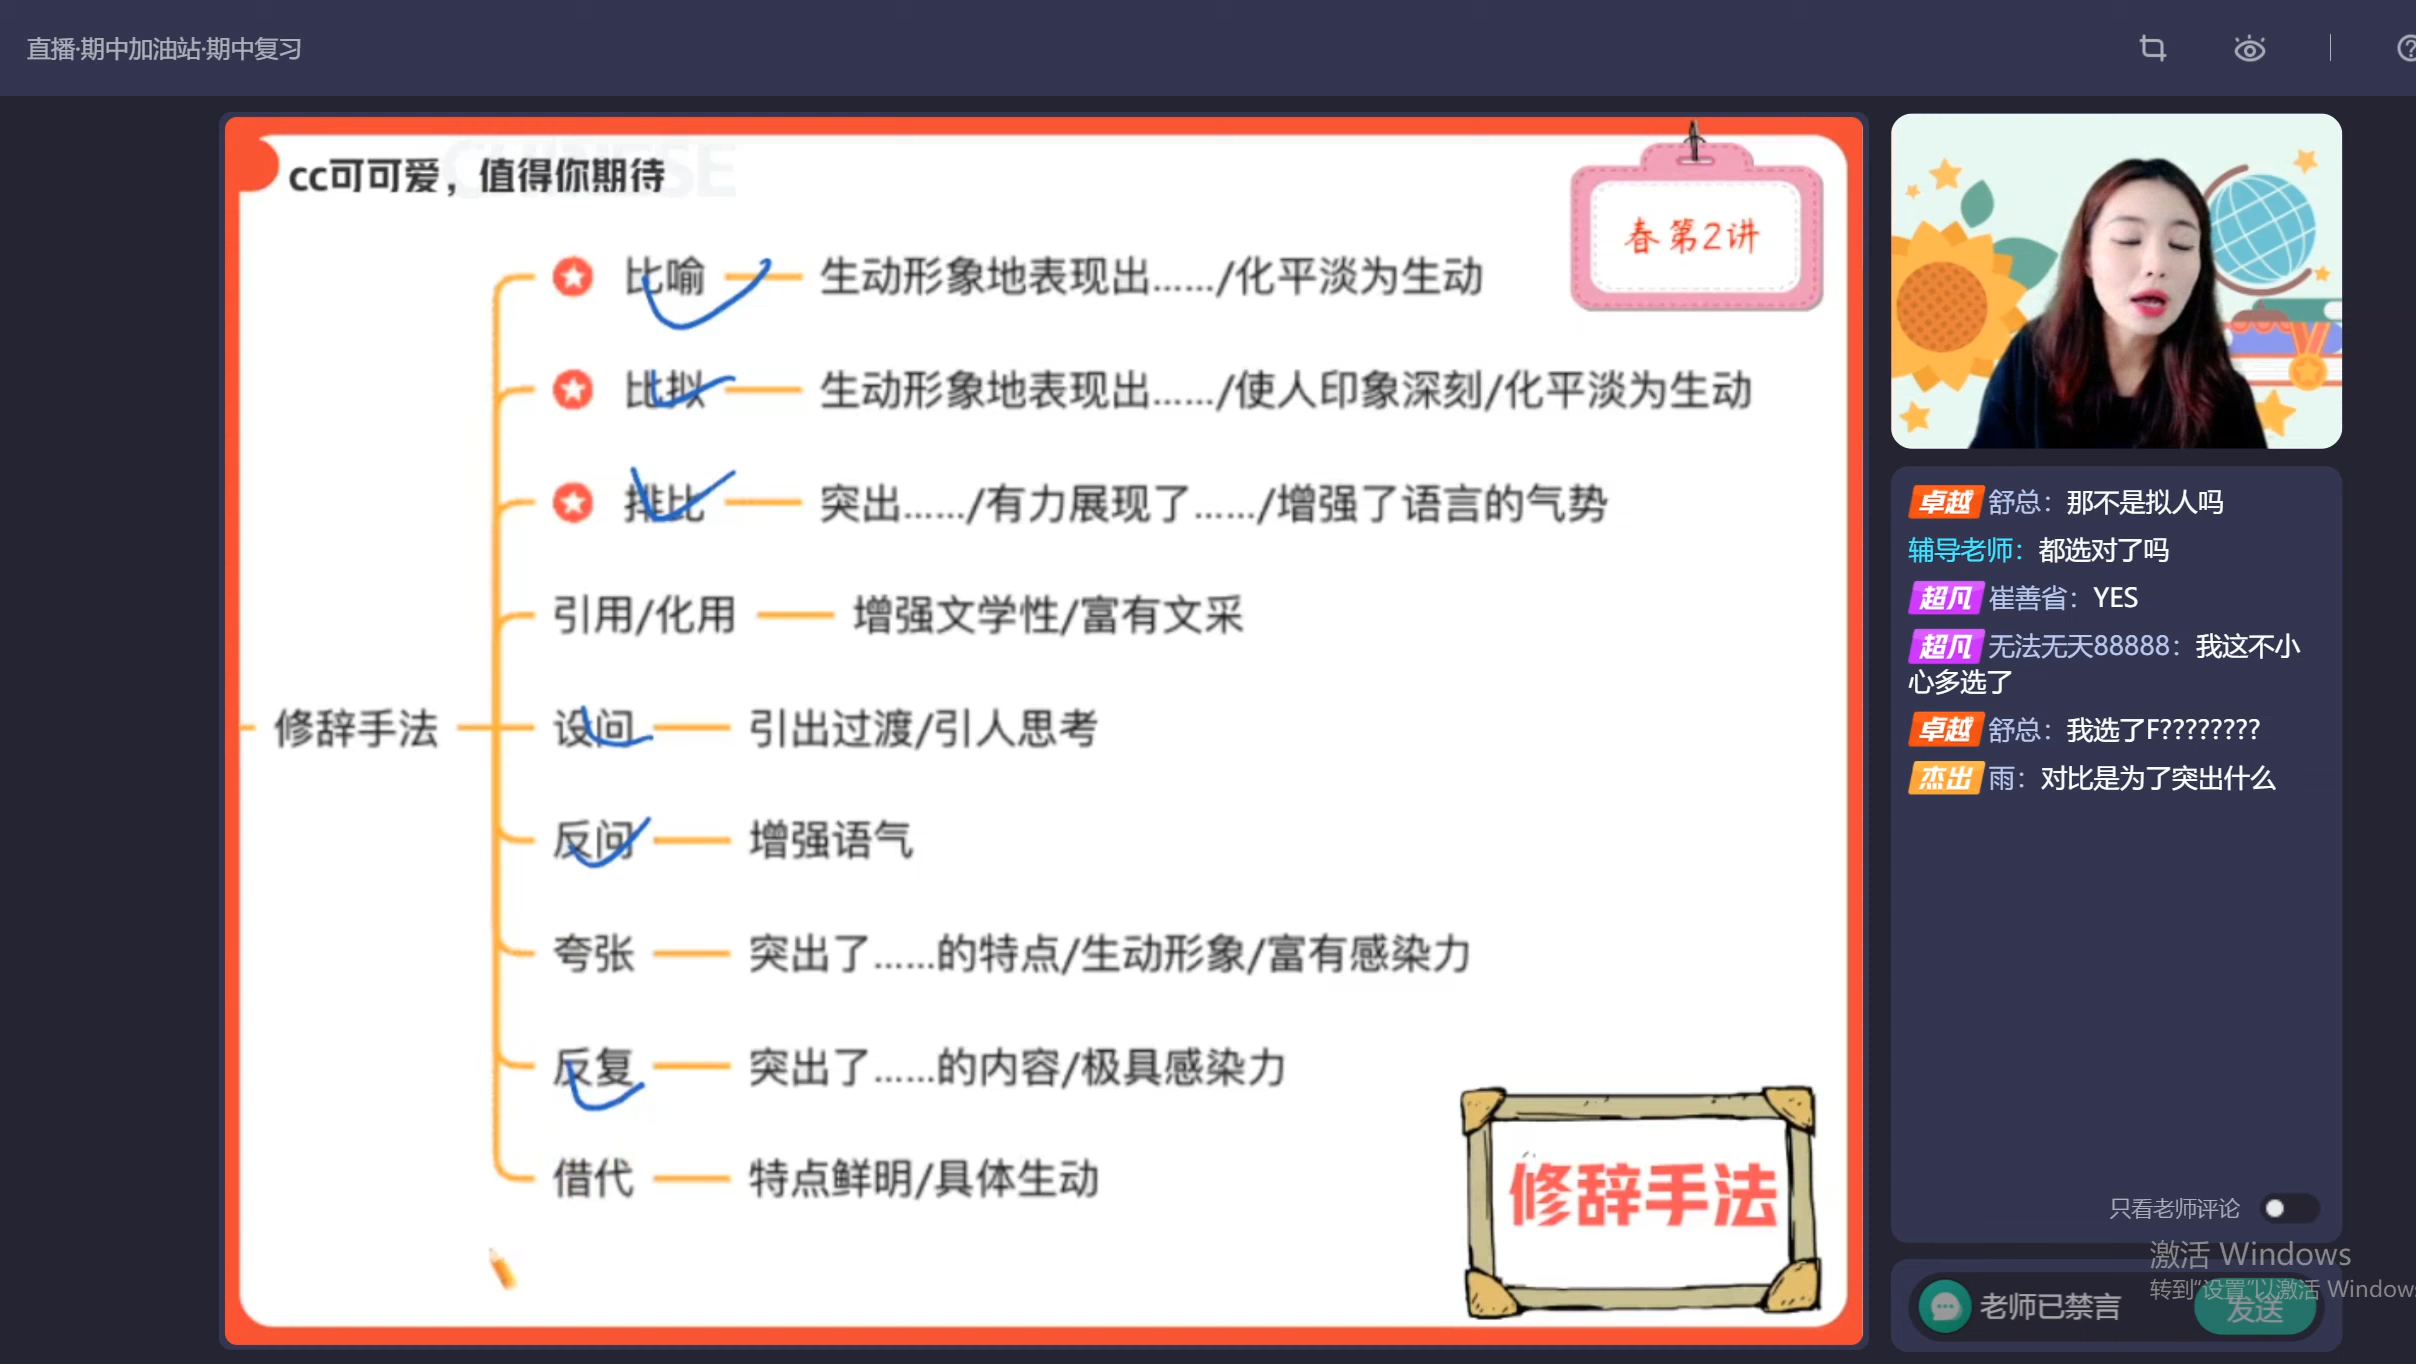 直播·期中加油站·期中复习
CHINESE
cc可可爱，值得你期待
春第2讲
比喻 生动形象地表现出……/化平淡为生动
比拟 生动形象地表现出……/使人印象深刻/化平淡为生动
排比 突出……/有力展现了……/增强了语言的气势
引用/化用 增强文学性/富有文采
修辞手法 设问 引出过渡/引人思考
反问 增强语气
夸张 突出了……的特点/生动形象/富有感染力
反复 突出了……的内容/极具感染力
借代 特点鲜明/具体生动
修辞手法
卓越 舒总：那不是拟人吗
辅导老师：都选对了吗
超凡 崔善省：YES
超凡 无法无天88888：我这不小
心多选了
卓越 舒总：我选了F????????
杰出 雨：对比是为了突出什么
只看老师评论
激活 Windows
转到“设置”以激活 Windows
老师已禁言 发送